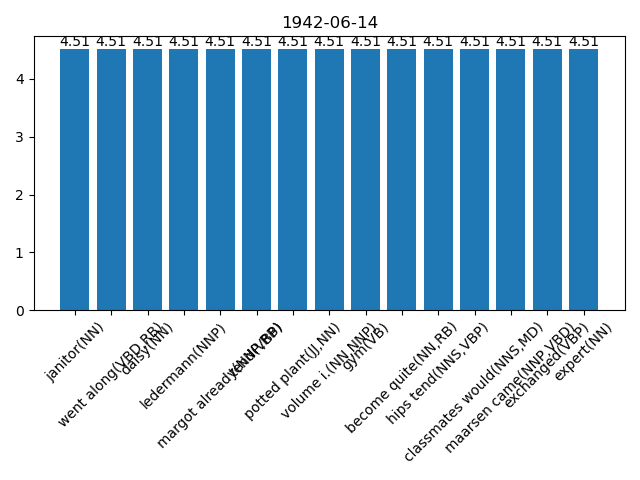 1942-06-14
4.51 4.51 4.51 4.51 4.51 4.51 4.51 4.51 4.51 4.51 4.51 4.51 4.51 4.51 4.51
4
3
2
1
0
janitor(NN)
went along(VBD,RB)
daisy(NN)
ledermann(NNP)
margot already(NNP,RB)
potted plant(JJ,NN)
volume i.(NN,NNP)
gym(VB)
become quite(NN,RB)
hips tend(NNS,VBP)
classmates would(NNS,MD)
maarsen came(NNP,VBD)
exchanged(VBP)
expert(NN)